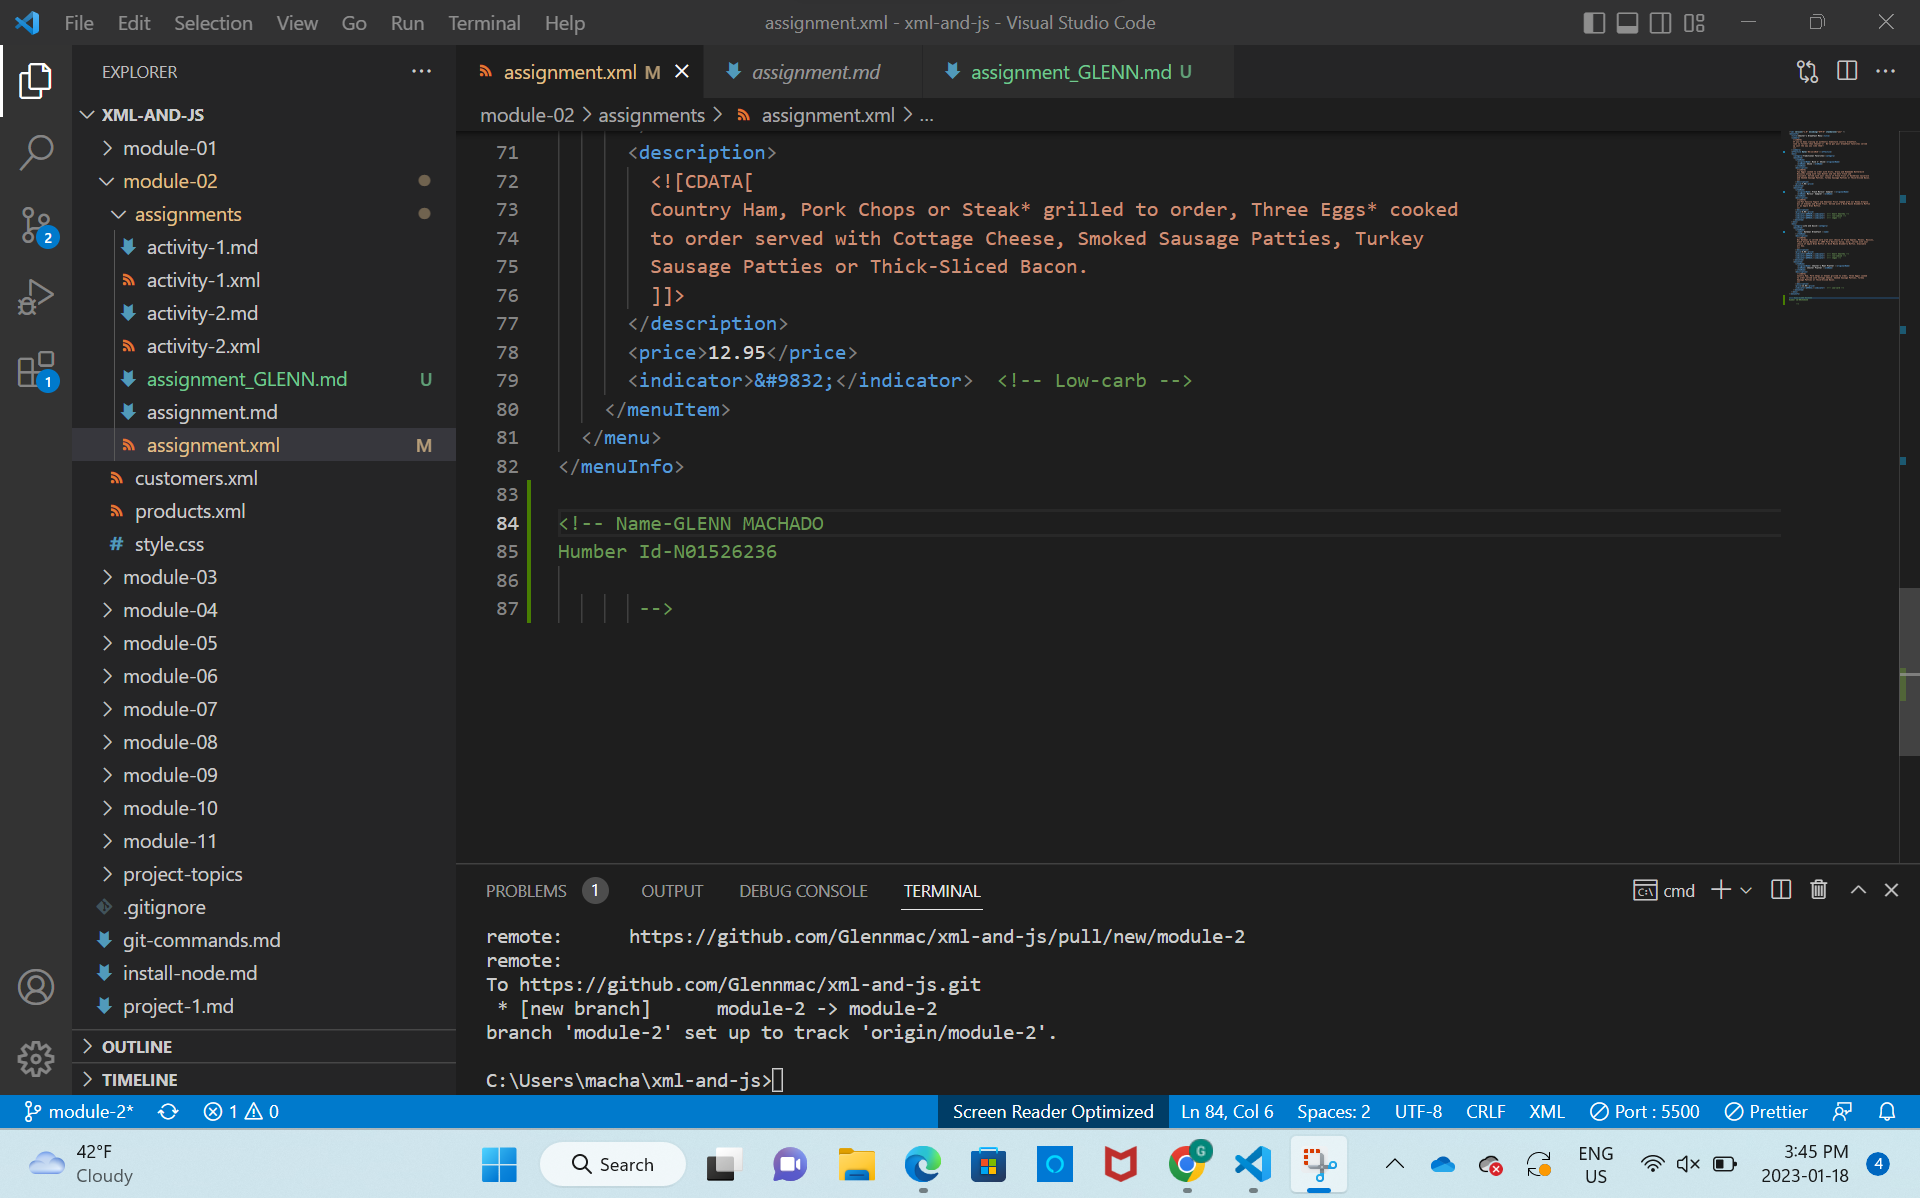 File Edit Selection View Go Run Terminal Help
assignment.xml - xml-and-js - Visual Studio Code
EXPLORER
XML-AND-JS
module-01
module-02
assignments
activity-1.md
activity-1.xml
activity-2.md
activity-2.xml
assignment_GLENN.md U
assignment.md
assignment.xml M
customers.xml
products.xml
# style.css
module-03
module-04
module-05
module-06
module-07
module-08
module-09
module-10
module-11
project-topics
.gitignore
git-commands.md
install-node.md
project-1.md
OUTLINE
TIMELINE
2
1
assignment.xml M
assignment.md
assignment_GLENN.md U
module-02 > assignments > assignment.xml > ...
71 <description>
72 <![CDATA[
73 Country Ham, Pork Chops or Steak* grilled to order, Three Eggs* cooked
74 to order served with Cottage Cheese, Smoked Sausage Patties, Turkey
75 Sausage Patties or Thick-Sliced Bacon.
76 ]]>
77 </description>
78 <price>12.95</price>
79 <indicator>&#9832;</indicator> <!-- Low-carb -->
80 </menuItem>
81 </menu>
82 </menuInfo>
83
84 <!-- Name-GLENN MACHADO
85 Humber Id-N01526236
86
87 -->
PROBLEMS 1 OUTPUT DEBUG CONSOLE TERMINAL
cmd
remote: https://github.com/Glennmac/xml-and-js/pull/new/module-2
remote:
To https://github.com/Glennmac/xml-and-js.git
* [new branch] module-2 -> module-2
branch 'module-2' set up to track 'origin/module-2'.
C:\Users\macha\xml-and-js>
module-2* 1 0
Screen Reader Optimized Ln 84, Col 6 Spaces: 2 UTF-8 CRLF XML Port : 5500 Prettier
42°F
Cloudy
Search
G
ENG
US
3:45 PM
2023-01-18
4